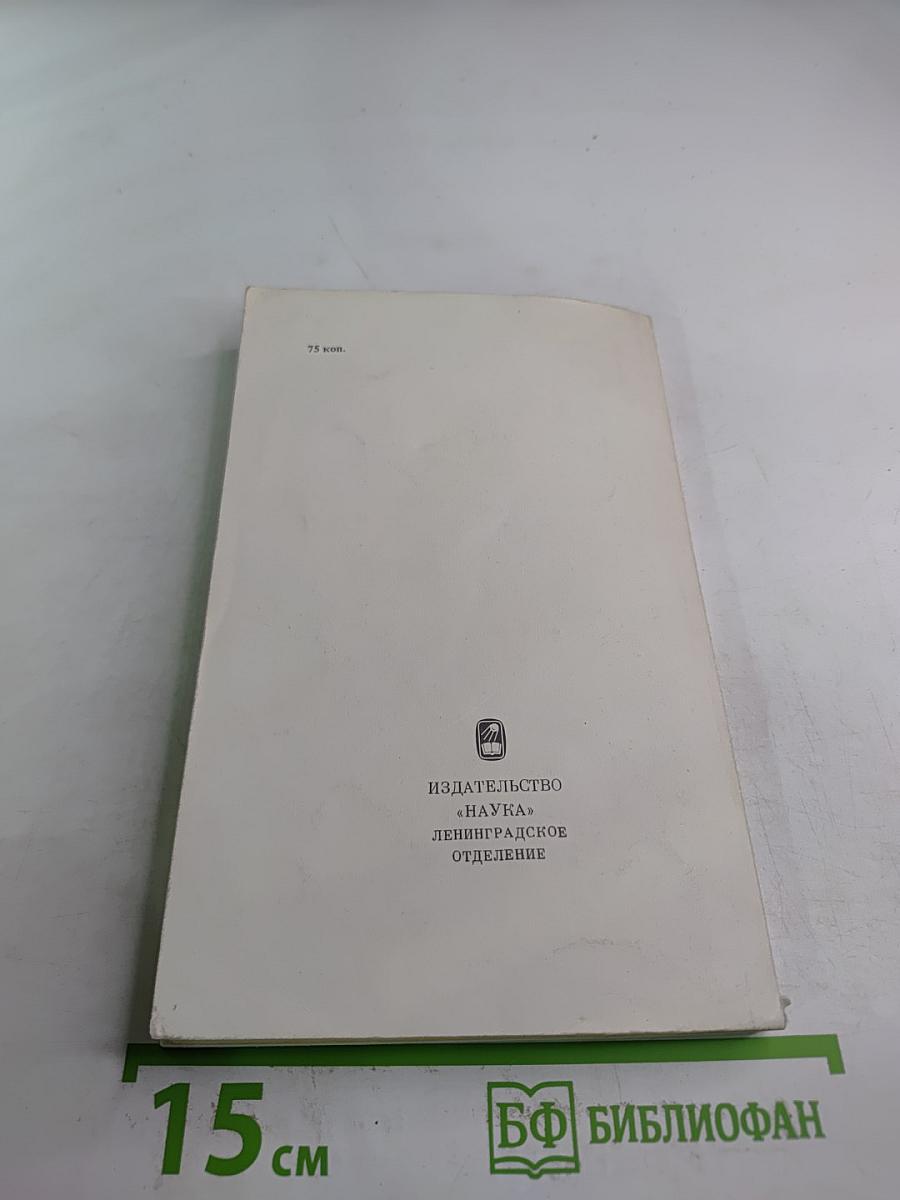 75 коп.
ИЗДАТЕЛЬСТВО
«НАУКА»
ЛЕНИНГРАДСКОЕ
ОТДЕЛЕНИЕ
15 см
БФ БИБЛИОФАН